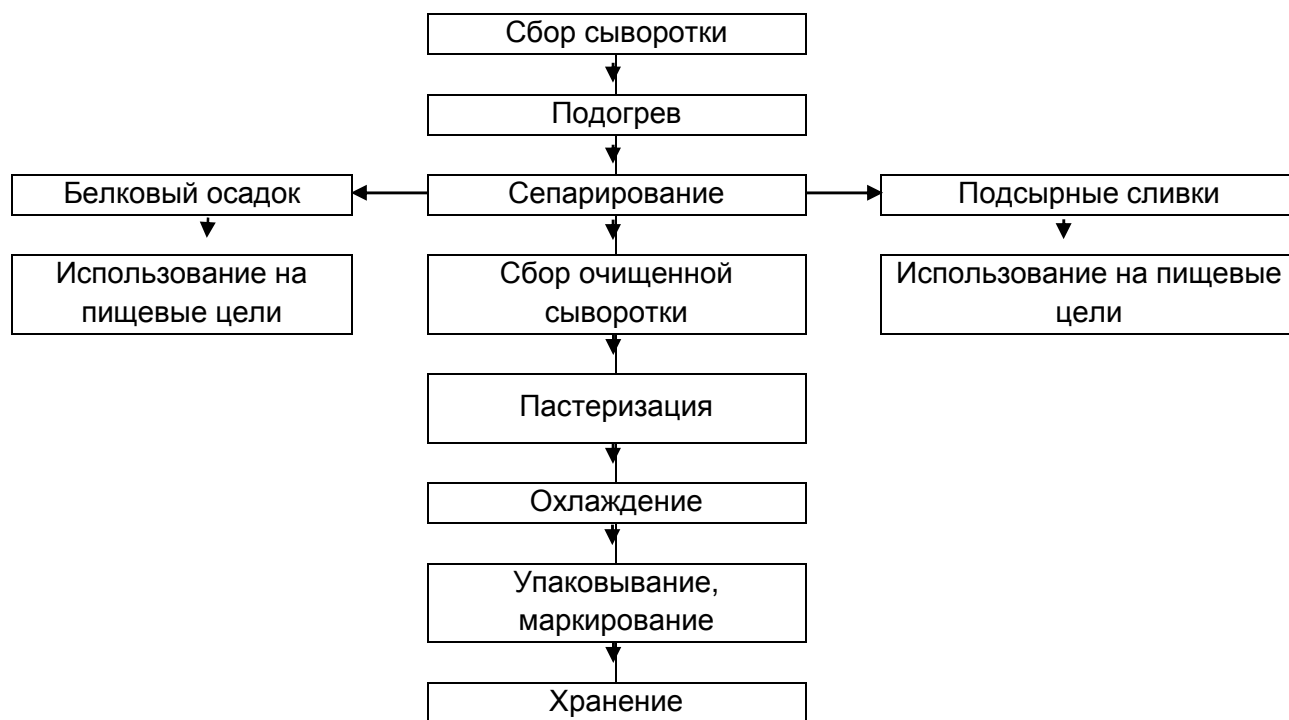 Сбор сыворотки
Подогрев
Белковый осадок
Сепарирование
Подсырные сливки
Использование на
пищевые цели
Сбор очищенной
сыворотки
Использование на пищевые
цели
Пастеризация
Охлаждение
Упаковывание,
маркирование
Хранение